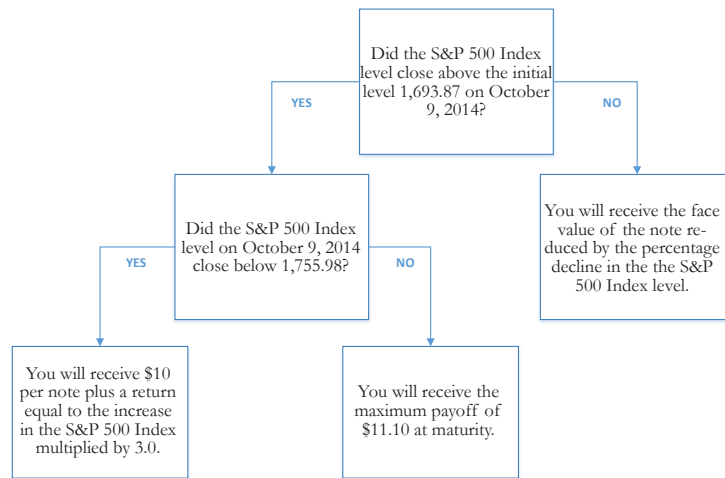 Did the S&P 500 Index
level close above the initial
level 1,693.87 on October
9, 2014?
YES
NO
Did the S&P 500 Index
level on October 9, 2014
close below 1,755.98?
You will receive the face
value of the note re-
duced by the percentage
decline in the the S&P
500 Index level.
YES
NO
You will receive $10
per note plus a return
equal to the increase
in the S&P 500 Index
multiplied by 3.0.
You will receive the
maximum payoff of
$11.10 at maturity.